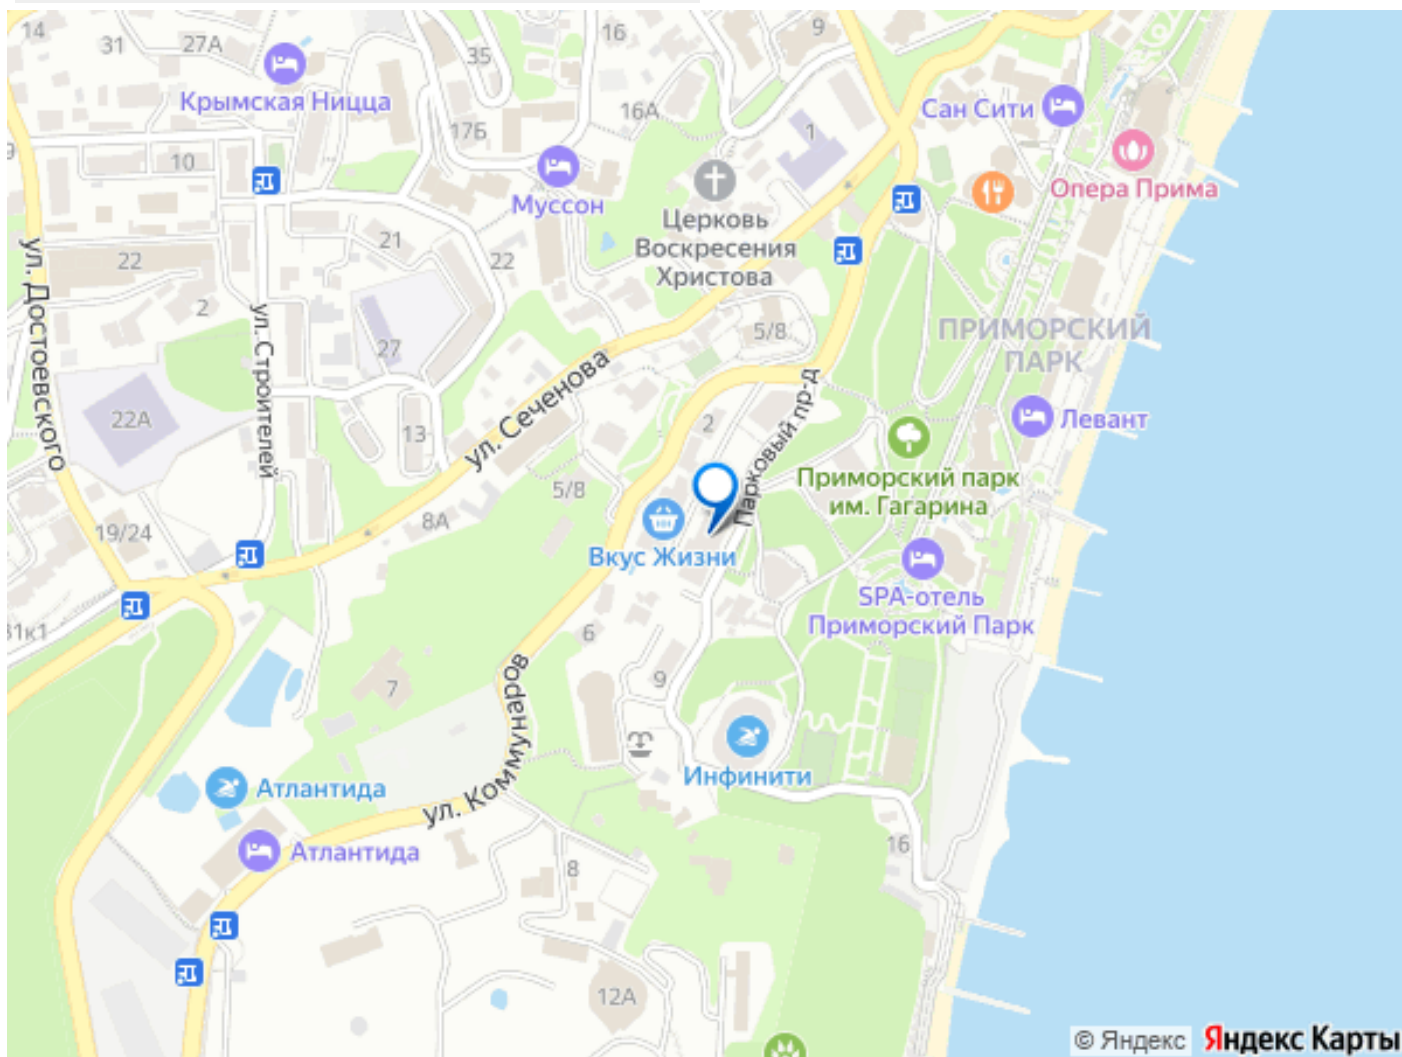 14
31
27А
16
9
35
Крымская Ницца
16А
17Б
Сан Сити
1
10
Муссон
Опера Прима
Церковь
Воскресения
Христова
21
22
22
ул. Достоевского
2
ул. Строителей
5/8
ПРИМОРСКИЙ
ПАРК
27
ул. Сеченова
Парковый пр-д
22А
13
2
Левант
Приморский парк
им. Гагарина
5/8
8А
19/24
Вкус Жизни
SPA-отель
Приморский Парк
31к1
6
7
9
ул. Коммунаров
Инфинити
Атлантида
Атлантида
16
8
12А
© Яндекс Яндекс Карты